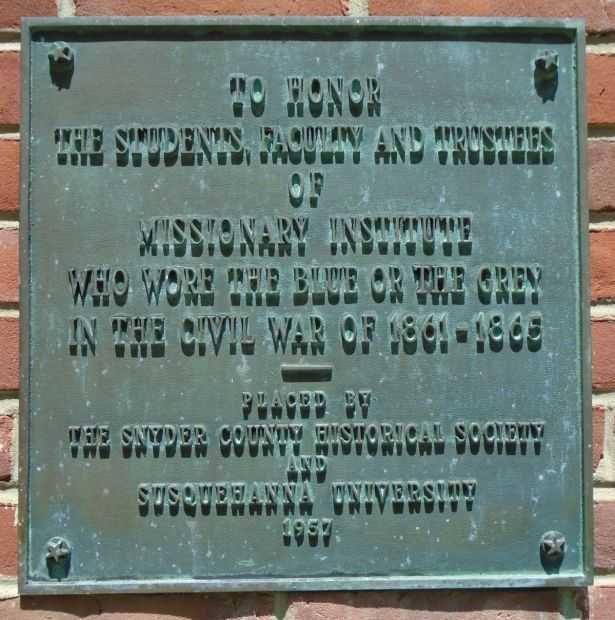 TO HONOR
THE STUDENTS, FACULTY AND TRUSTEES
OF
MISSIONARY INSTITUTE
WHO WORE THE BLUE OR THE GREY
IN THE CIVIL WAR OF 1861-1865
PLACED BY
THE SNYDER COUNTY HISTORICAL SOCIETY
AND
SUSQUEHANNA UNIVERSITY
1957